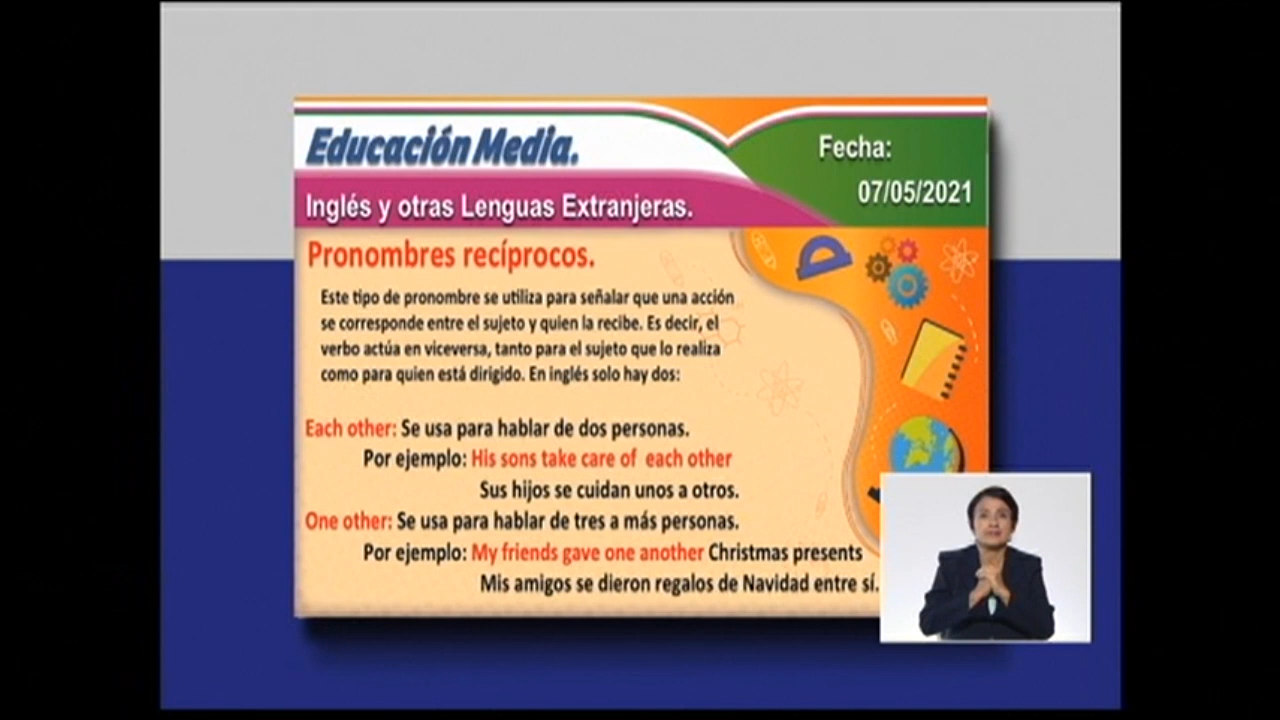 Educación Media.
Fecha:
07/05/2021
Inglés y otras Lenguas Extranjeras.
Pronombres recíprocos.
Este tipo de pronombre se utiliza para señalar que una acción
se corresponde entre el sujeto y quien la recibe. Es decir, el
verbo actúa en viceversa, tanto para el sujeto que lo realiza
como para quien está dirigido. En inglés solo hay dos:
Each other: Se usa para hablar de dos personas.
Por ejemplo: His sons take care of each other
Sus hijos se cuidan unos a otros.
One other: Se usa para hablar de tres a más personas.
Por ejemplo: My friends gave one another Christmas presents
Mis amigos se dieron regalos de Navidad entre sí.